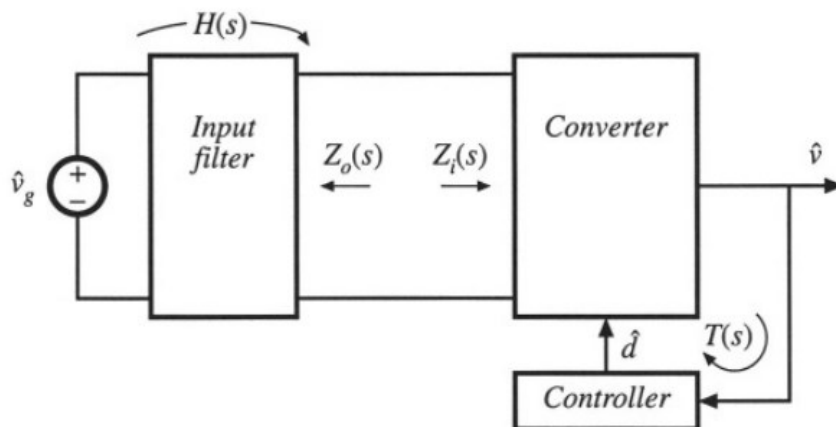 H(s)
Input
filter
Converter
Z_o(s)
Z_i(s)
v̂_g
+
−
v̂
d̂
T(s)
Controller